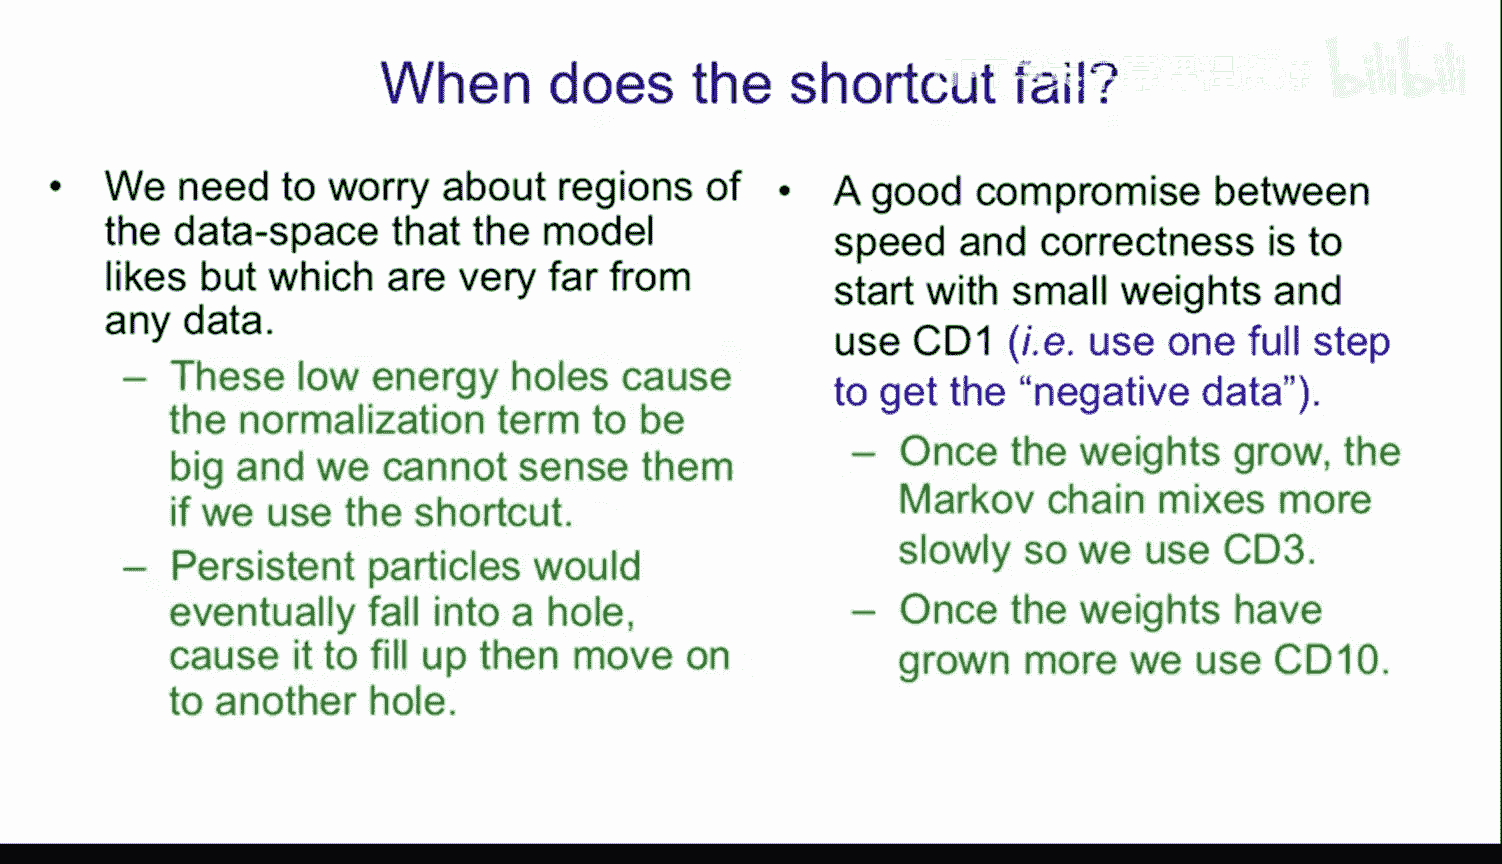 When does the shortcut fail?
bilibili
• We need to worry about regions of
the data-space that the model
likes but which are very far from
any data.
– These low energy holes cause
the normalization term to be
big and we cannot sense them
if we use the shortcut.
– Persistent particles would
eventually fall into a hole,
cause it to fill up then move on
to another hole.
• A good compromise between
speed and correctness is to
start with small weights and
use CD1 (i.e. use one full step
to get the “negative data”).
– Once the weights grow, the
Markov chain mixes more
slowly so we use CD3.
– Once the weights have
grown more we use CD10.